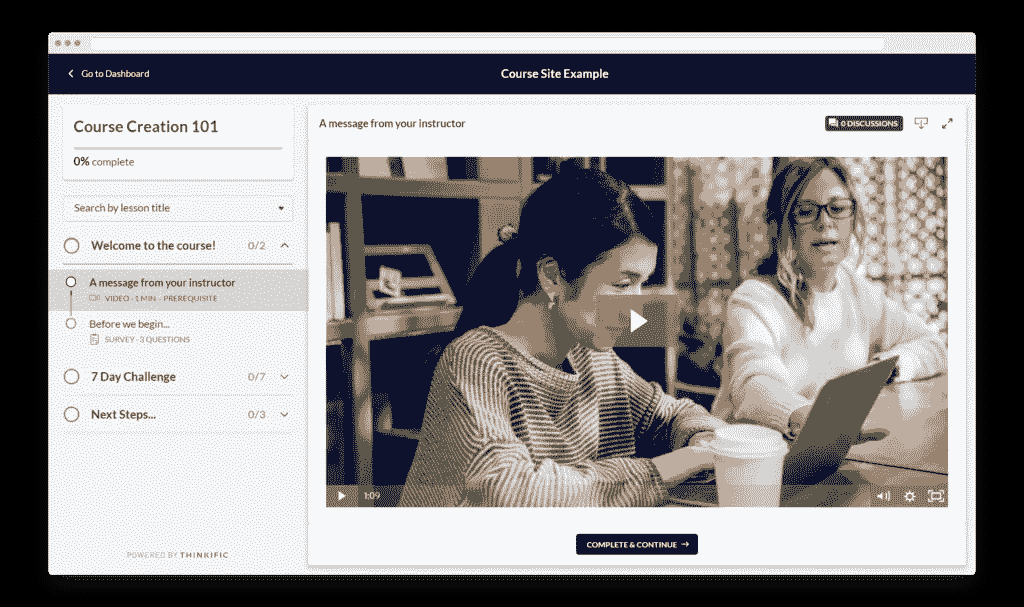 Go to Dashboard
Course Site Example
Course Creation 101
0% complete
Search by lesson title
Welcome to the course! 0/2
A message from your instructor
VIDEO · 1 MIN · PREREQUISITE
Before we begin...
SURVEY · 3 QUESTIONS
7 Day Challenge 0/7
Next Steps... 0/3
POWERED BY THINKIFIC
A message from your instructor
0 DISCUSSIONS
1:09
COMPLETE & CONTINUE →